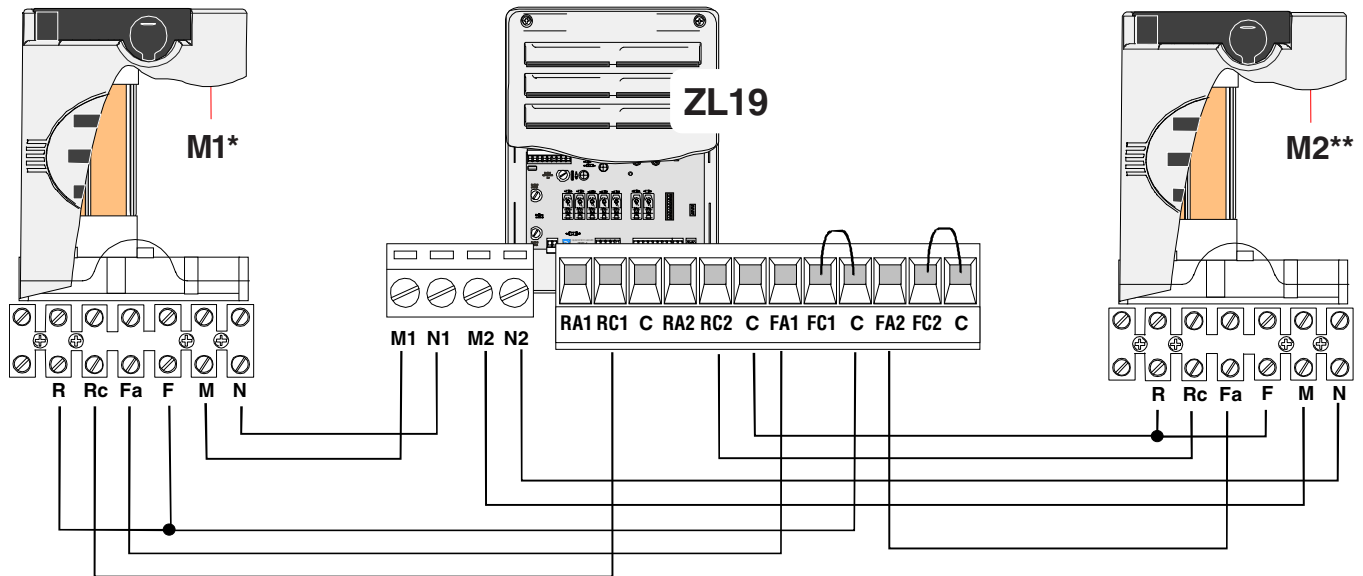 ZL19
M1*
M2**
M1 N1 M2 N2
RA1 RC1 C RA2 RC2 C FA1 FC1 C FA2 FC2 C
R Rc Fa F M N
R Rc Fa F M N